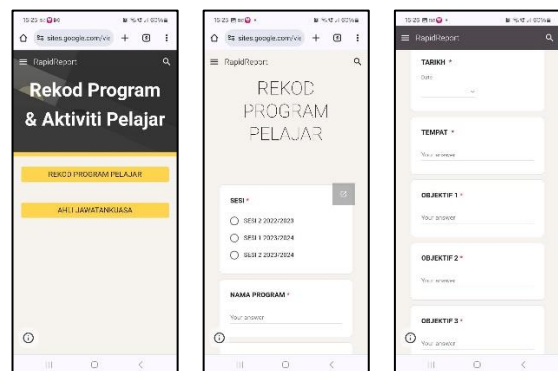 sites.google.com/vie
RapidReport
Rekod Program
& Aktiviti Pelajar
REKOD PROGRAM PELAJAR
AHLI JAWATANKUASA
sites.google.com/vie
RapidReport
REKOD
PROGRAM
PELAJAR
SESI *
SESI 2 2022/2023
SESI 1 2023/2024
SESI 2 2023/2024
NAMA PROGRAM *
Your answer
RapidReport
TARIKH *
Date
TEMPAT *
Your answer
OBJEKTIF 1 *
Your answer
OBJEKTIF 2 *
Your answer
OBJEKTIF 3 *
Your answer